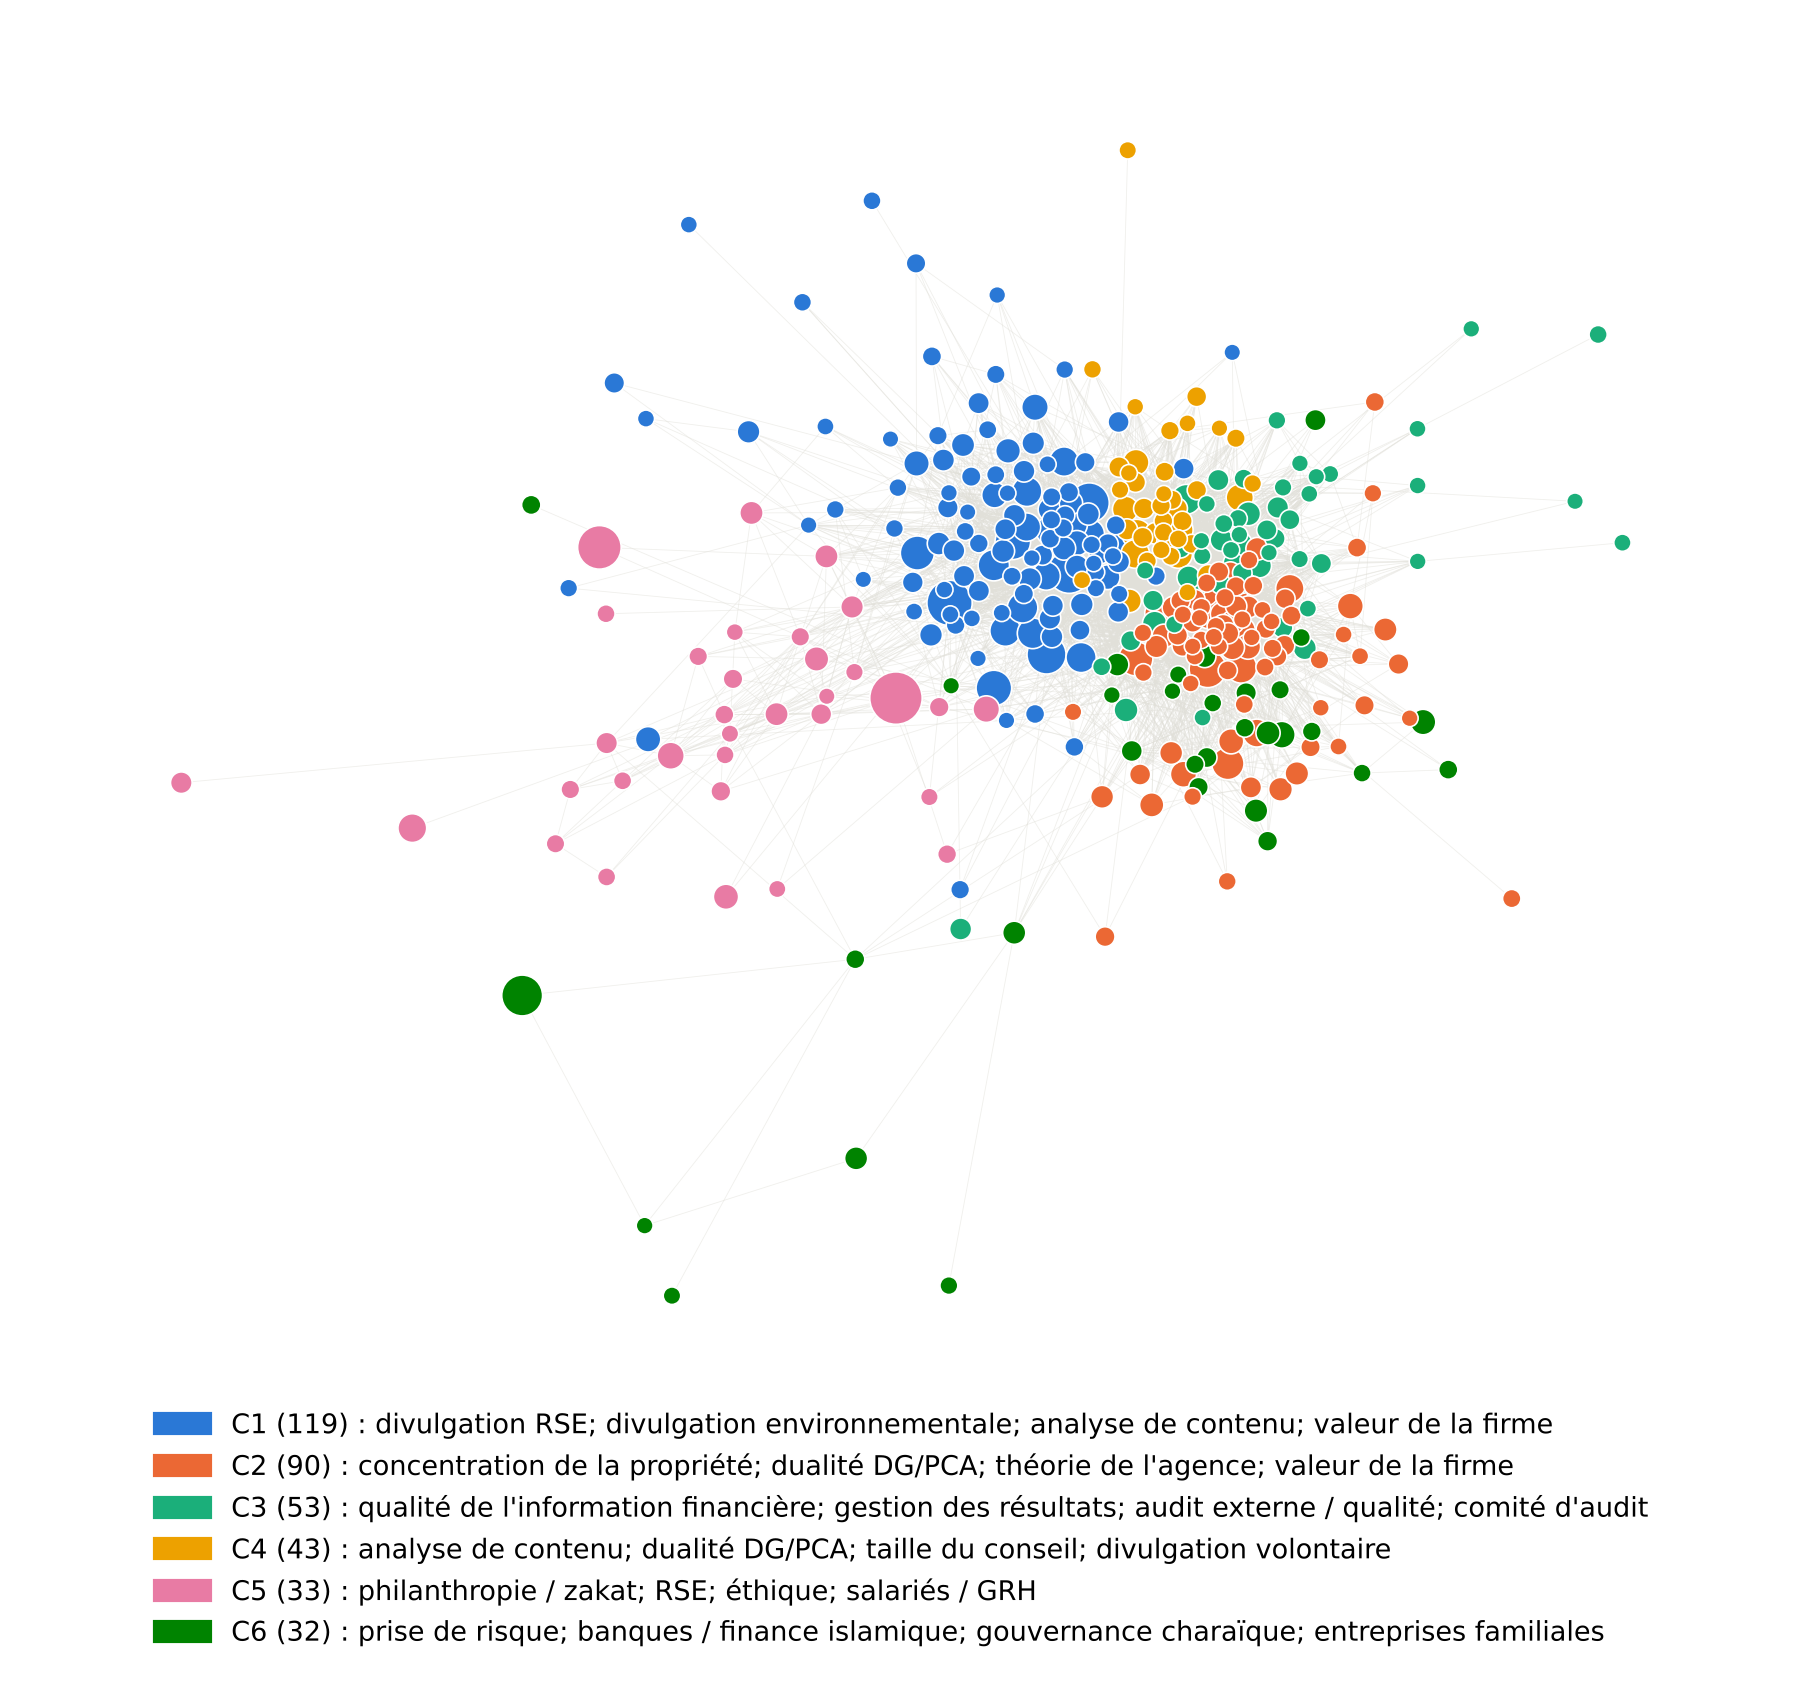 C1 (119) : divulgation RSE; divulgation environnementale; analyse de contenu; valeur de la firme
C2 (90) : concentration de la propriété; dualité DG/PCA; théorie de l'agence; valeur de la firme
C3 (53) : qualité de l'information financière; gestion des résultats; audit externe / qualité; comité d'audit
C4 (43) : analyse de contenu; dualité DG/PCA; taille du conseil; divulgation volontaire
C5 (33) : philanthropie / zakat; RSE; éthique; salariés / GRH
C6 (32) : prise de risque; banques / finance islamique; gouvernance charaïque; entreprises familiales